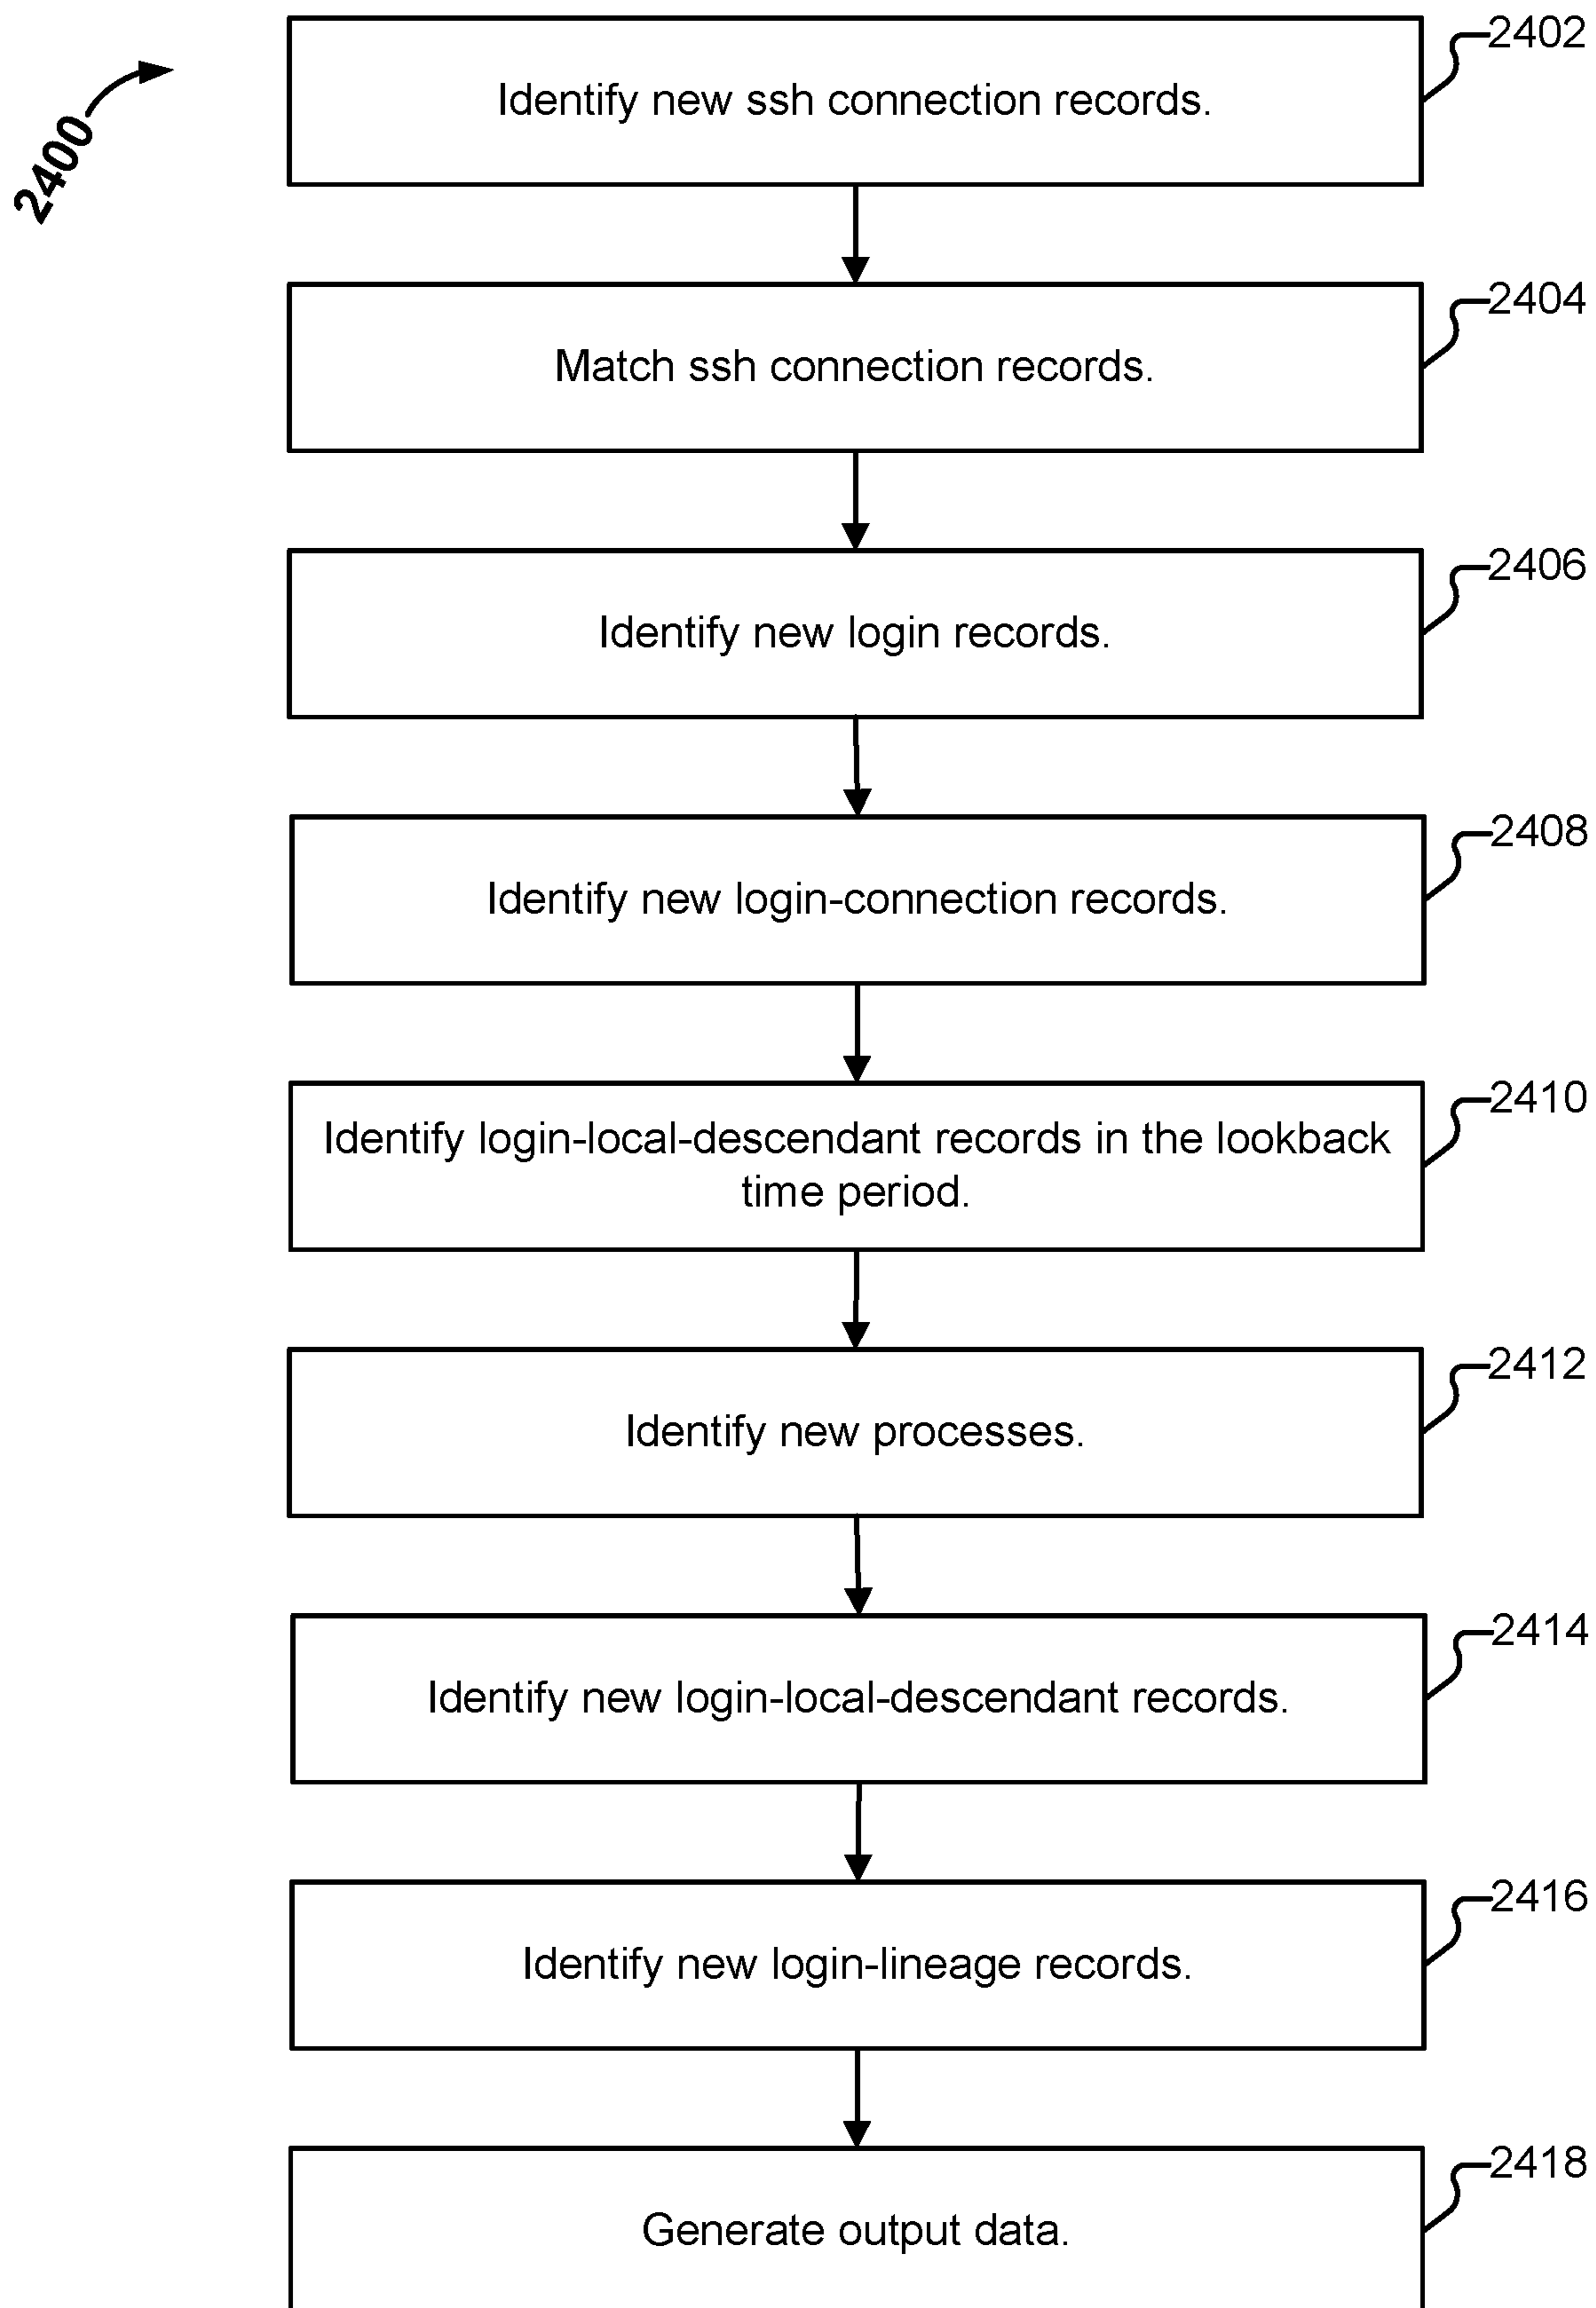 2400
2402
Identify new ssh connection records.
2404
Match ssh connection records.
2406
Identify new login records.
2408
Identify new login-connection records.
2410
Identify login-local-descendant records in the lookback
time period.
2412
Identify new processes.
2414
Identify new login-local-descendant records.
2416
Identify new login-lineage records.
2418
Generate output data.